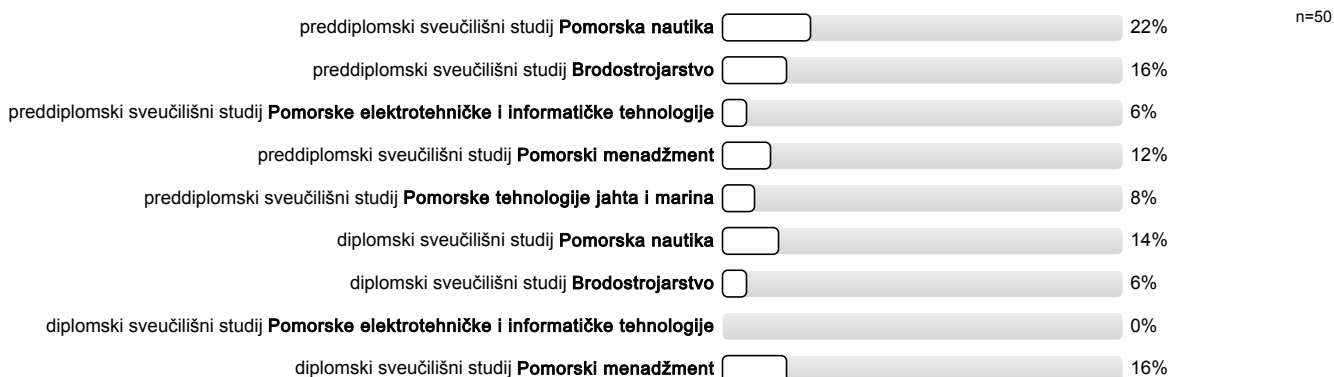 n=50
preddiplomski sveučilišni studij Pomorska nautika 22%
preddiplomski sveučilišni studij Brodostrojarstvo 16%
preddiplomski sveučilišni studij Pomorske elektrotehničke i informatičke tehnologije 6%
preddiplomski sveučilišni studij Pomorski menadžment 12%
preddiplomski sveučilišni studij Pomorske tehnologije jahta i marina 8%
diplomski sveučilišni studij Pomorska nautika 14%
diplomski sveučilišni studij Brodostrojarstvo 6%
diplomski sveučilišni studij Pomorske elektrotehničke i informatičke tehnologije 0%
diplomski sveučilišni studij Pomorski menadžment 16%